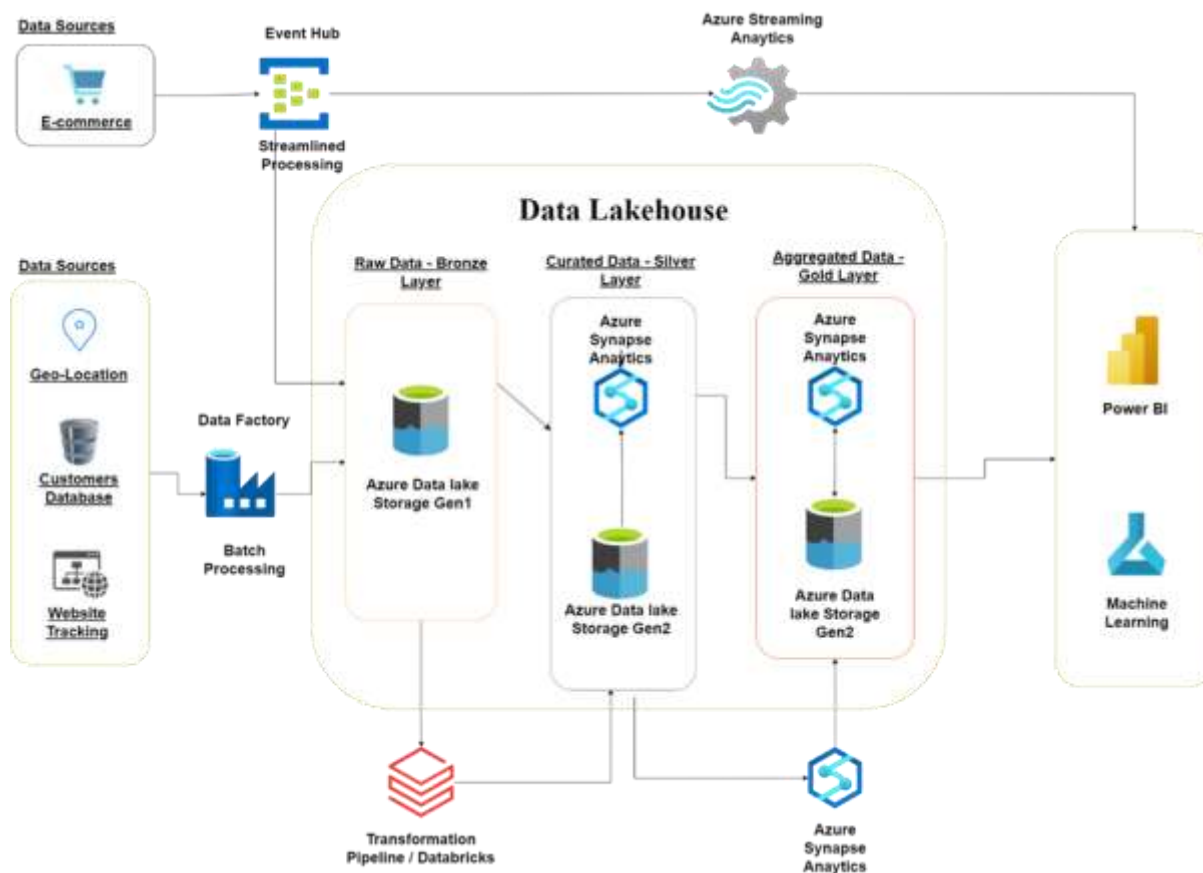 Data Sources
E-commerce
Event Hub
Streamlined
Processing
Azure Streaming
Anaytics
Data Lakehouse
Data Sources
Geo-Location
Customers
Database
Website
Tracking
Data Factory
Batch
Processing
Raw Data - Bronze
Layer
Azure Data lake
Storage Gen1
Curated Data - Silver
Layer
Azure
Synapse
Anaytics
Azure Data lake
Storage Gen2
Aggregated Data -
Gold Layer
Azure
Synapse
Anaytics
Azure Data
lake Storage
Gen2
Power BI
Machine
Learning
Transformation
Pipeline / Databricks
Azure
Synapse
Anaytics